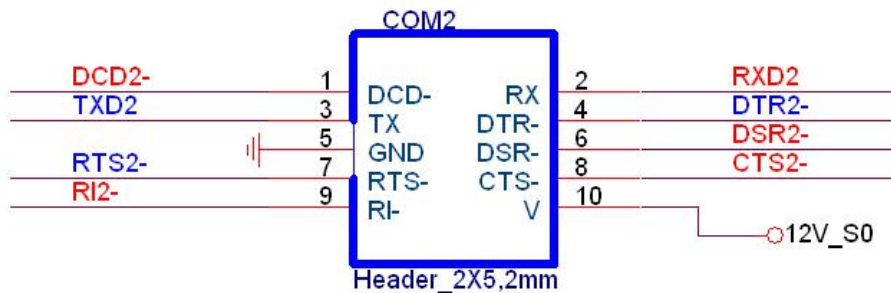 COM2
DCD2- 1 DCD- RX 2 RXD2
TXD2 3 TX DTR- 4 DTR2-
5 GND DSR- 6 DSR2-
RTS2- 7 RTS- CTS- 8 CTS2-
RI2- 9 RI- V 10
12V_S0
Header_2X5,2mm